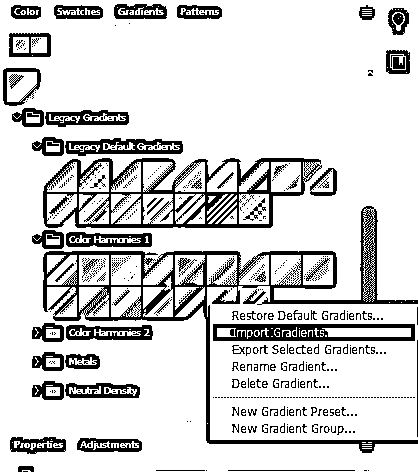 Color Swatches Gradients Patterns
Legacy Gradients
Legacy Default Gradients
Color Harmonies 1
Color Harmonies 2
Metals
Neutral Density
Restore Default Gradients...
Import Gradients...
Export Selected Gradients...
Rename Gradient...
Delete Gradient...
New Gradient Preset...
New Gradient Group...
Properties Adjustments